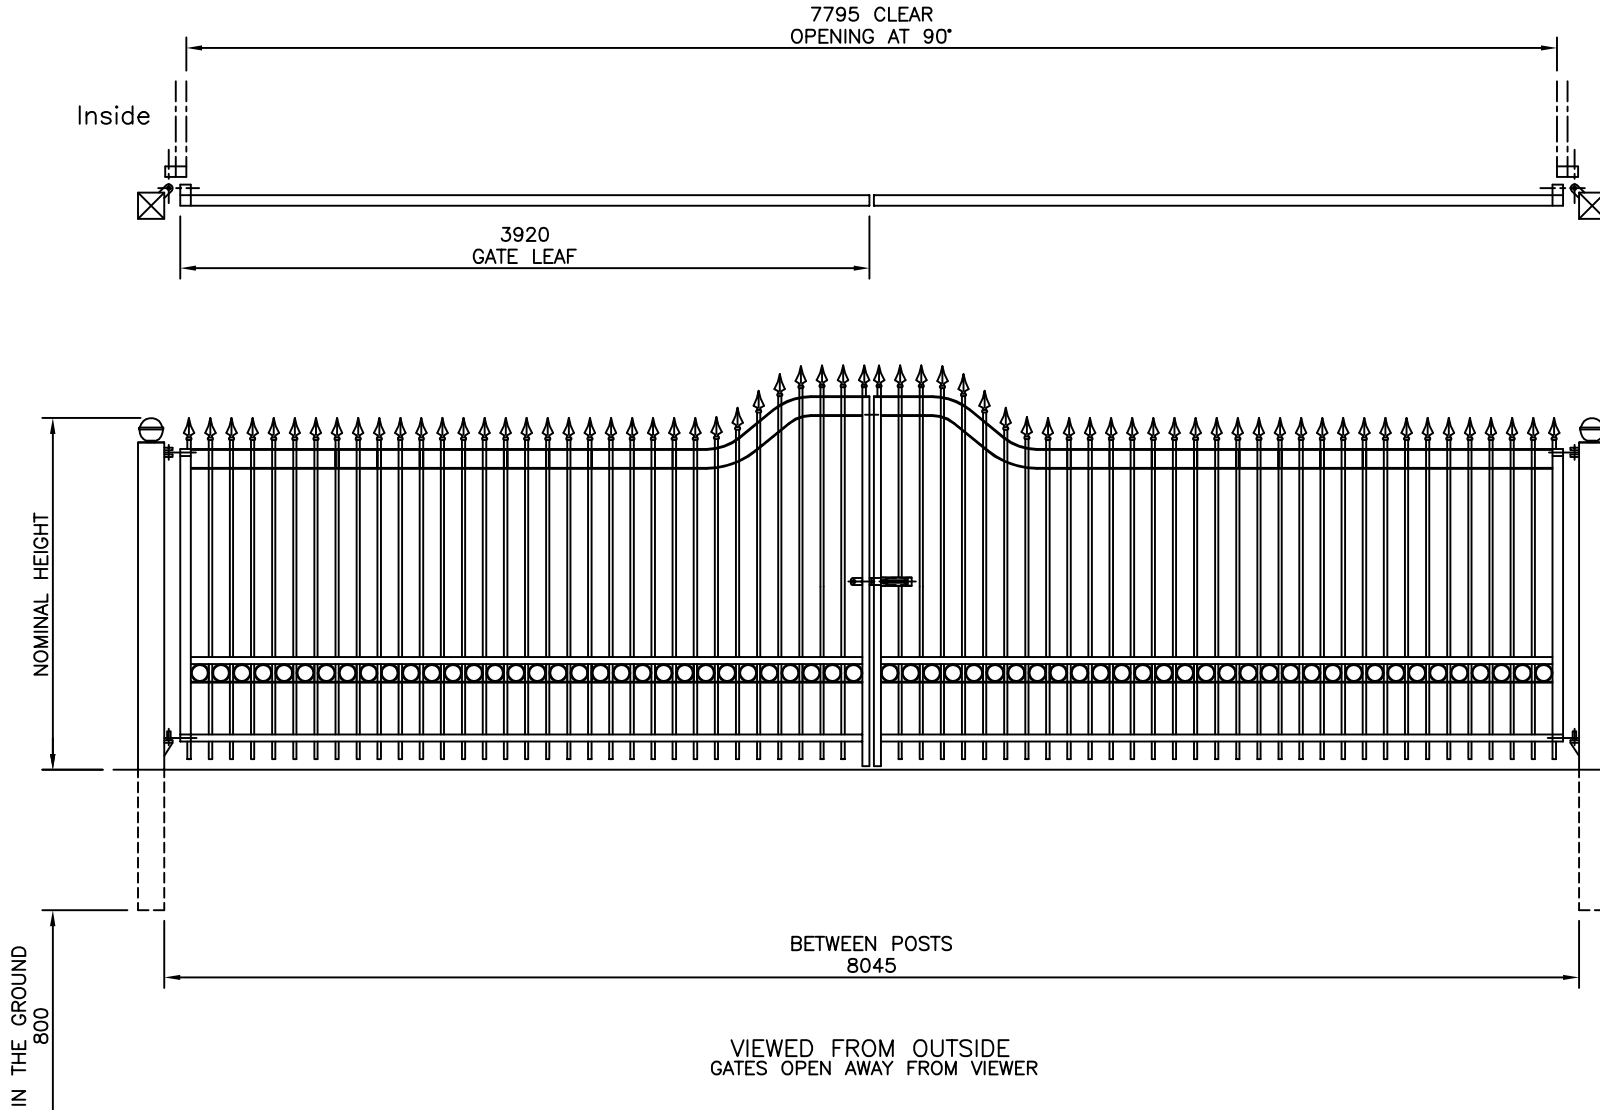 7795 CLEAR
OPENING AT 90°
Inside
3920
GATE LEAF
NOMINAL HEIGHT
BETWEEN POSTS
8045
IN THE GROUND
800
VIEWED FROM OUTSIDE
GATES OPEN AWAY FROM VIEWER